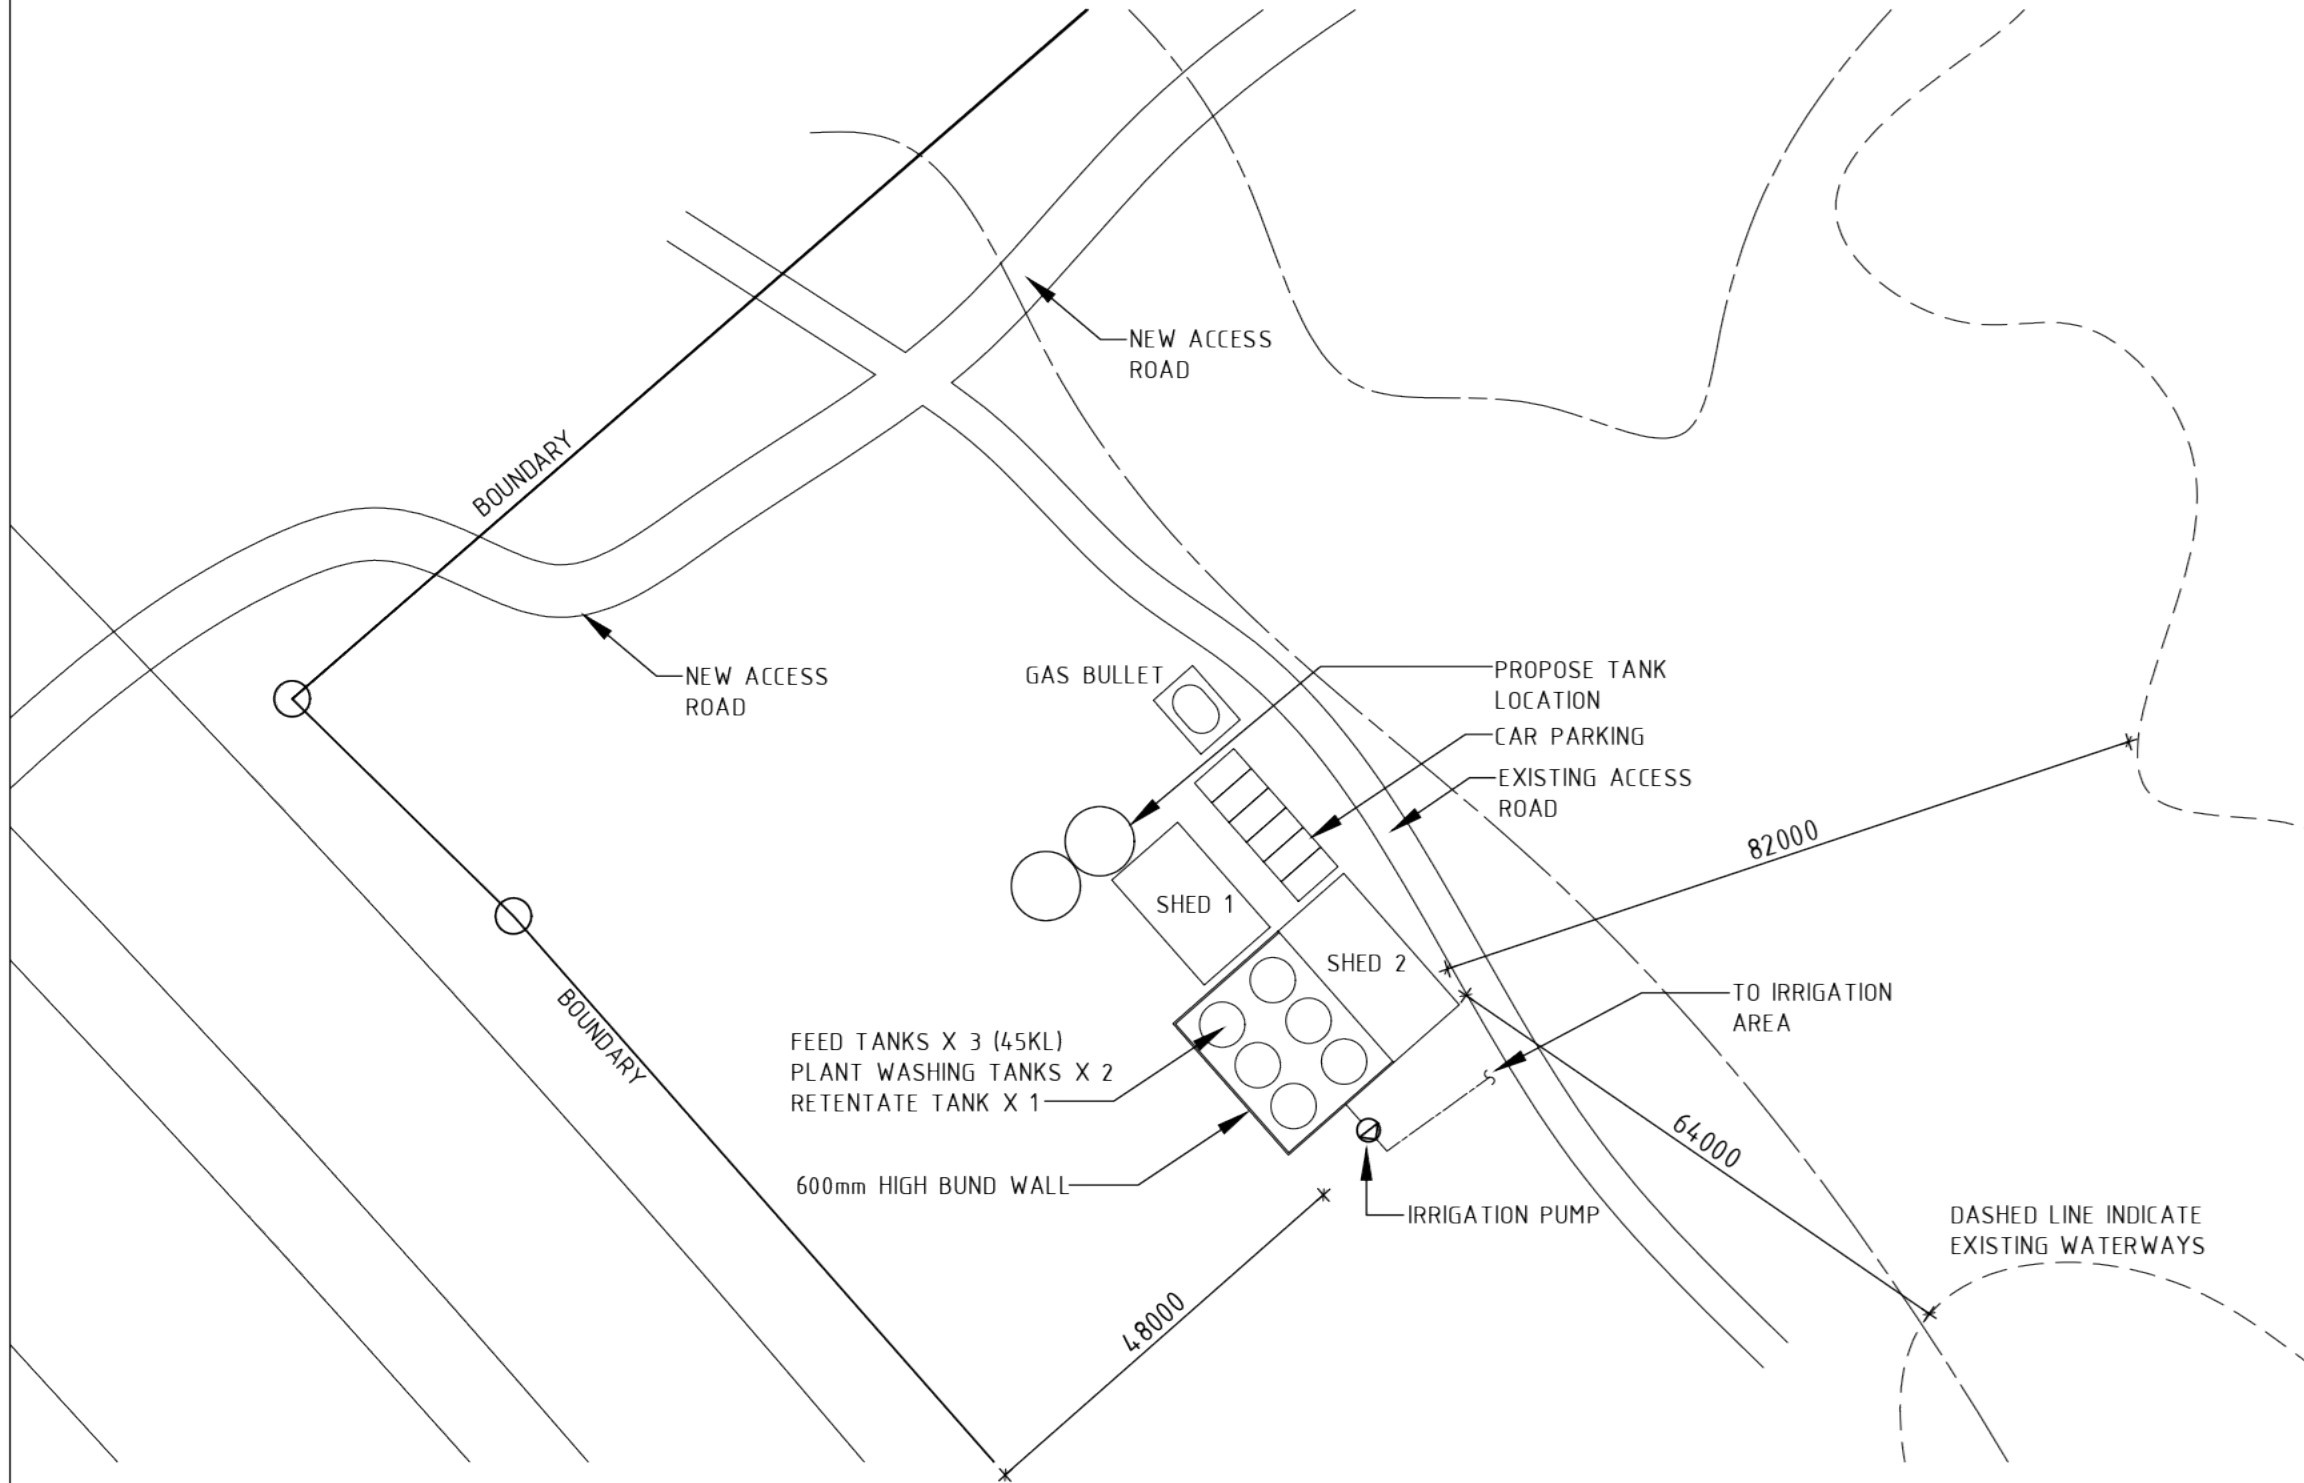 NEW ACCESS
ROAD
BOUNDARY
NEW ACCESS
ROAD
GAS BULLET
PROPOSE TANK
LOCATION
CAR PARKING
EXISTING ACCESS
ROAD
82000
SHED 1
SHED 2
TO IRRIGATION
AREA
BOUNDARY
FEED TANKS X 3 (45KL)
PLANT WASHING TANKS X 2
RETENTATE TANK X 1
64000
600mm HIGH BUND WALL
IRRIGATION PUMP
DASHED LINE INDICATE
EXISTING WATERWAYS
48000